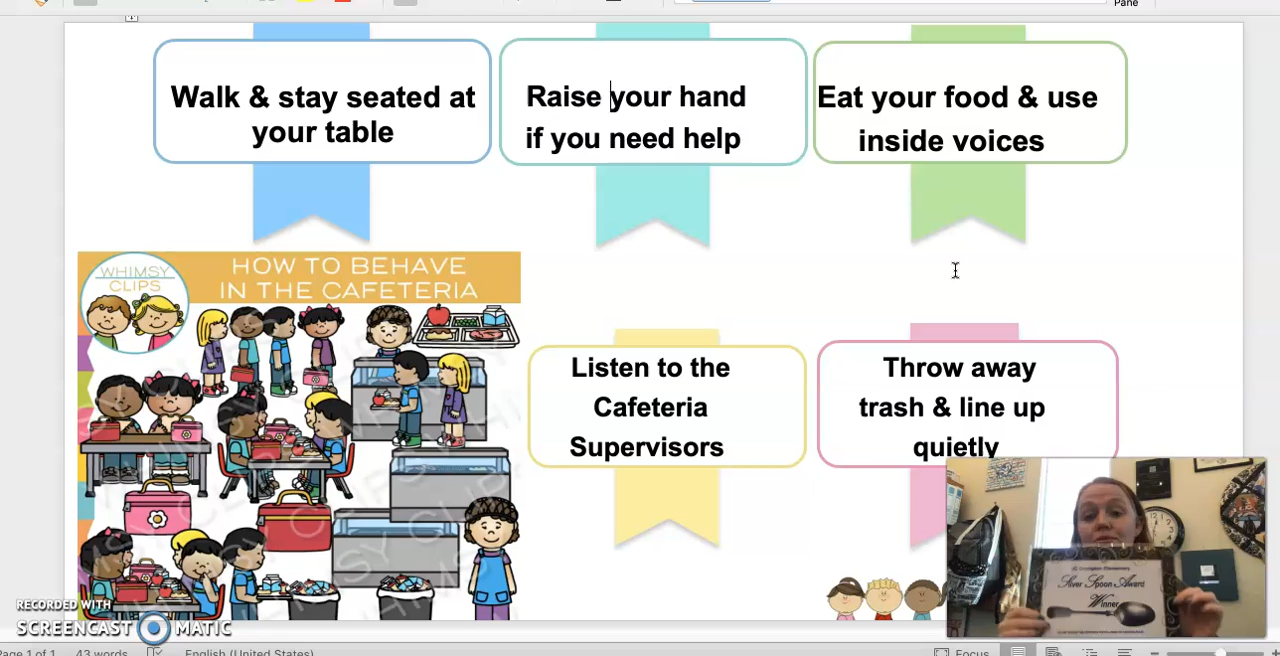 Pane
Walk & stay seated at
your table
Raise your hand
if you need help
Eat your food & use
inside voices
WHIMSY
CLIPS
HOW TO BEHAVE
IN THE CAFETERIA
Listen to the
Cafeteria
Supervisors
Throw away
trash & line up
quietly
Silver Spoon Award
Winner
RECORDED WITH
SCREENCAST MATIC
Page 1 of 1
43 words
English (United States)
Focus